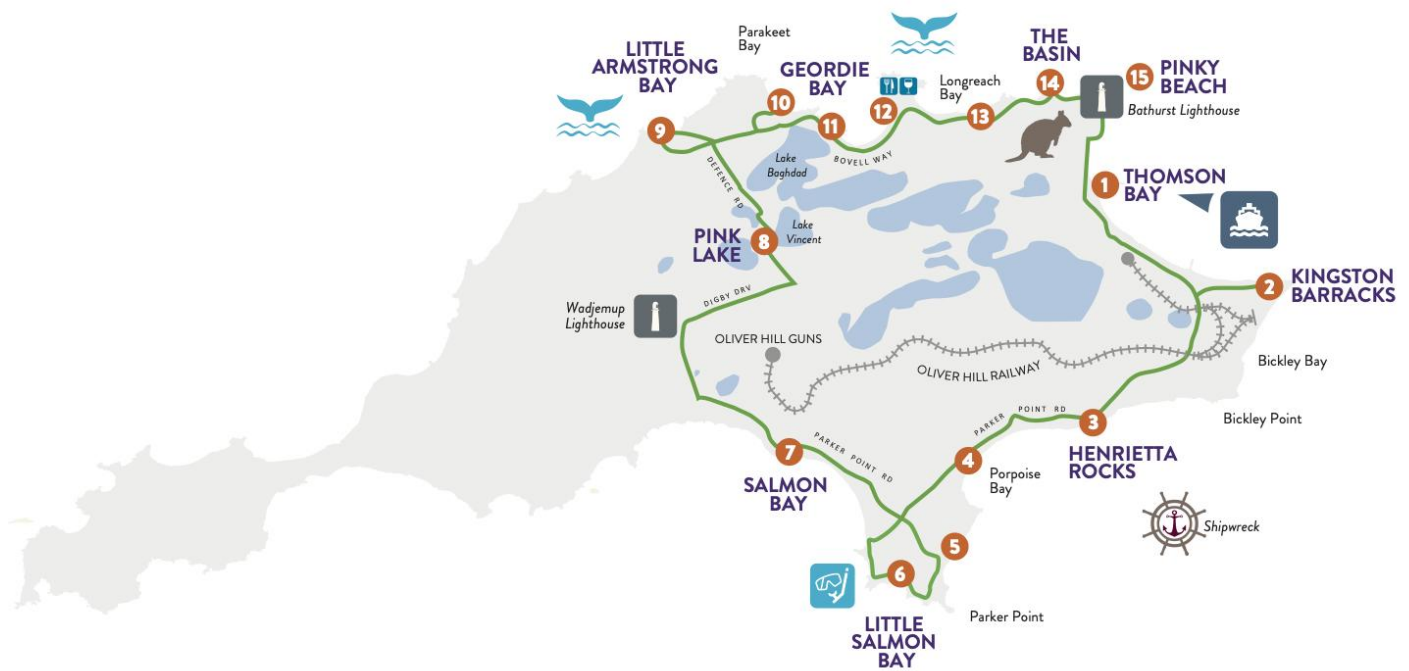 Parakeet
Bay
LITTLE
ARMSTRONG
BAY
GEORDIE
BAY
THE
BASIN
PINKY
BEACH
Bathurst Lighthouse
Longreach
Bay
9
10
11
12
13
14
15
Lake
Baghdad
BOVELL WAY
DEFENCE RD
1
THOMSON
BAY
PINK
LAKE
8
Lake
Vincent
2
KINGSTON
BARRACKS
DIGBY DRV
Wadjemup
Lighthouse
OLIVER HILL GUNS
OLIVER HILL RAILWAY
Bickley Bay
Bickley Point
PARKER POINT RD
3
HENRIETTA
ROCKS
4
Porpoise
Bay
7
SALMON
BAY
PARKER POINT RD
Shipwreck
5
6
LITTLE
SALMON
BAY
Parker Point